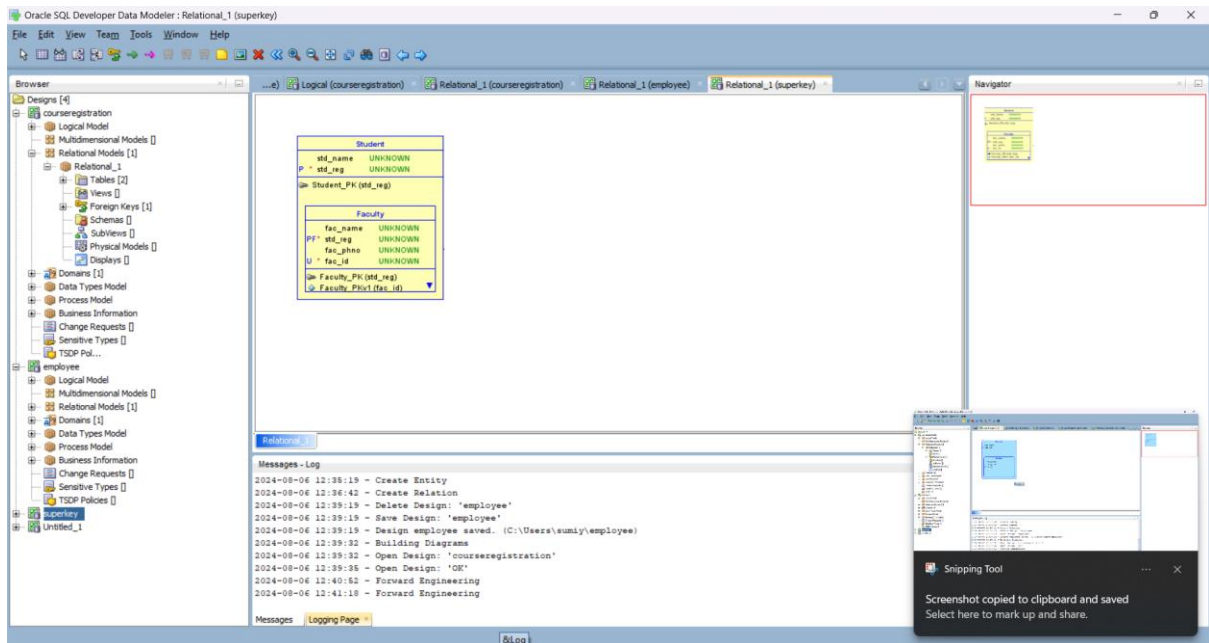 Oracle SQL Developer Data Modeler : Relational_1 (superkey)
File Edit View Team Tools Window Help
Browser
...e) Logical (courseregistration) Relational_1 (courseregistration) Relational_1 (employee) Relational_1 (superkey)
Navigator
Designs [4]
courseregistration
Logical Model
Multidimensional Models []
Relational Models [1]
Relational_1
Tables [2]
Views []
Foreign Keys [1]
Schemas []
SubViews []
Physical Models []
Displays []
Domains [1]
Data Types Model
Process Model
Business Information
Change Requests []
Sensitive Types []
TSDP Pol...
employee
Logical Model
Multidimensional Models []
Relational Models [1]
Domains [1]
Data Types Model
Process Model
Business Information
Change Requests []
Sensitive Types []
TSDP Policies []
superkey
Untitled_1
Student
std_name UNKNOWN
P * std_reg UNKNOWN
Student_PK (std_reg)
Faculty
fac_name UNKNOWN
PF* std_reg UNKNOWN
fac_phno UNKNOWN
U * fac_id UNKNOWN
Faculty_PK (std_reg)
Faculty_PKv1 (fac_id)
Relational_1
Messages - Log
2024-08-06 12:35:19 - Create Entity
2024-08-06 12:36:42 - Create Relation
2024-08-06 12:39:19 - Delete Design: 'employee'
2024-08-06 12:39:19 - Save Design: 'employee'
2024-08-06 12:39:19 - Design employee saved. (C:\Users\sumiy\employee)
2024-08-06 12:39:32 - Building Diagrams
2024-08-06 12:39:32 - Open Design: 'courseregistration'
2024-08-06 12:39:35 - Open Design: 'OK'
2024-08-06 12:40:52 - Forward Engineering
2024-08-06 12:41:18 - Forward Engineering
Messages Logging Page
&Log
Snipping Tool
Screenshot copied to clipboard and saved
Select here to mark up and share.